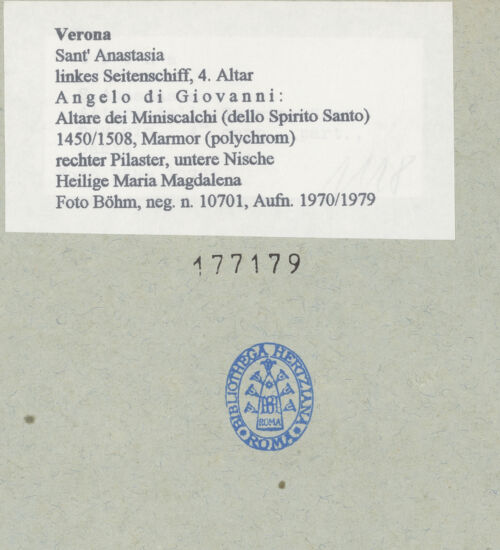 Verona
Sant' Anastasia
linkes Seitenschiff, 4. Altar
Angelo di Giovanni:
Altare dei Miniscalchi (dello Spirito Santo)
1450/1508, Marmor (polychrom)
rechter Pilaster, untere Nische
Heilige Maria Magdalena
Foto Böhm, neg. n. 10701, Aufn. 1970/1979
177179
BIBLIOTHECA HERTZIANA
ROMA
ROMA